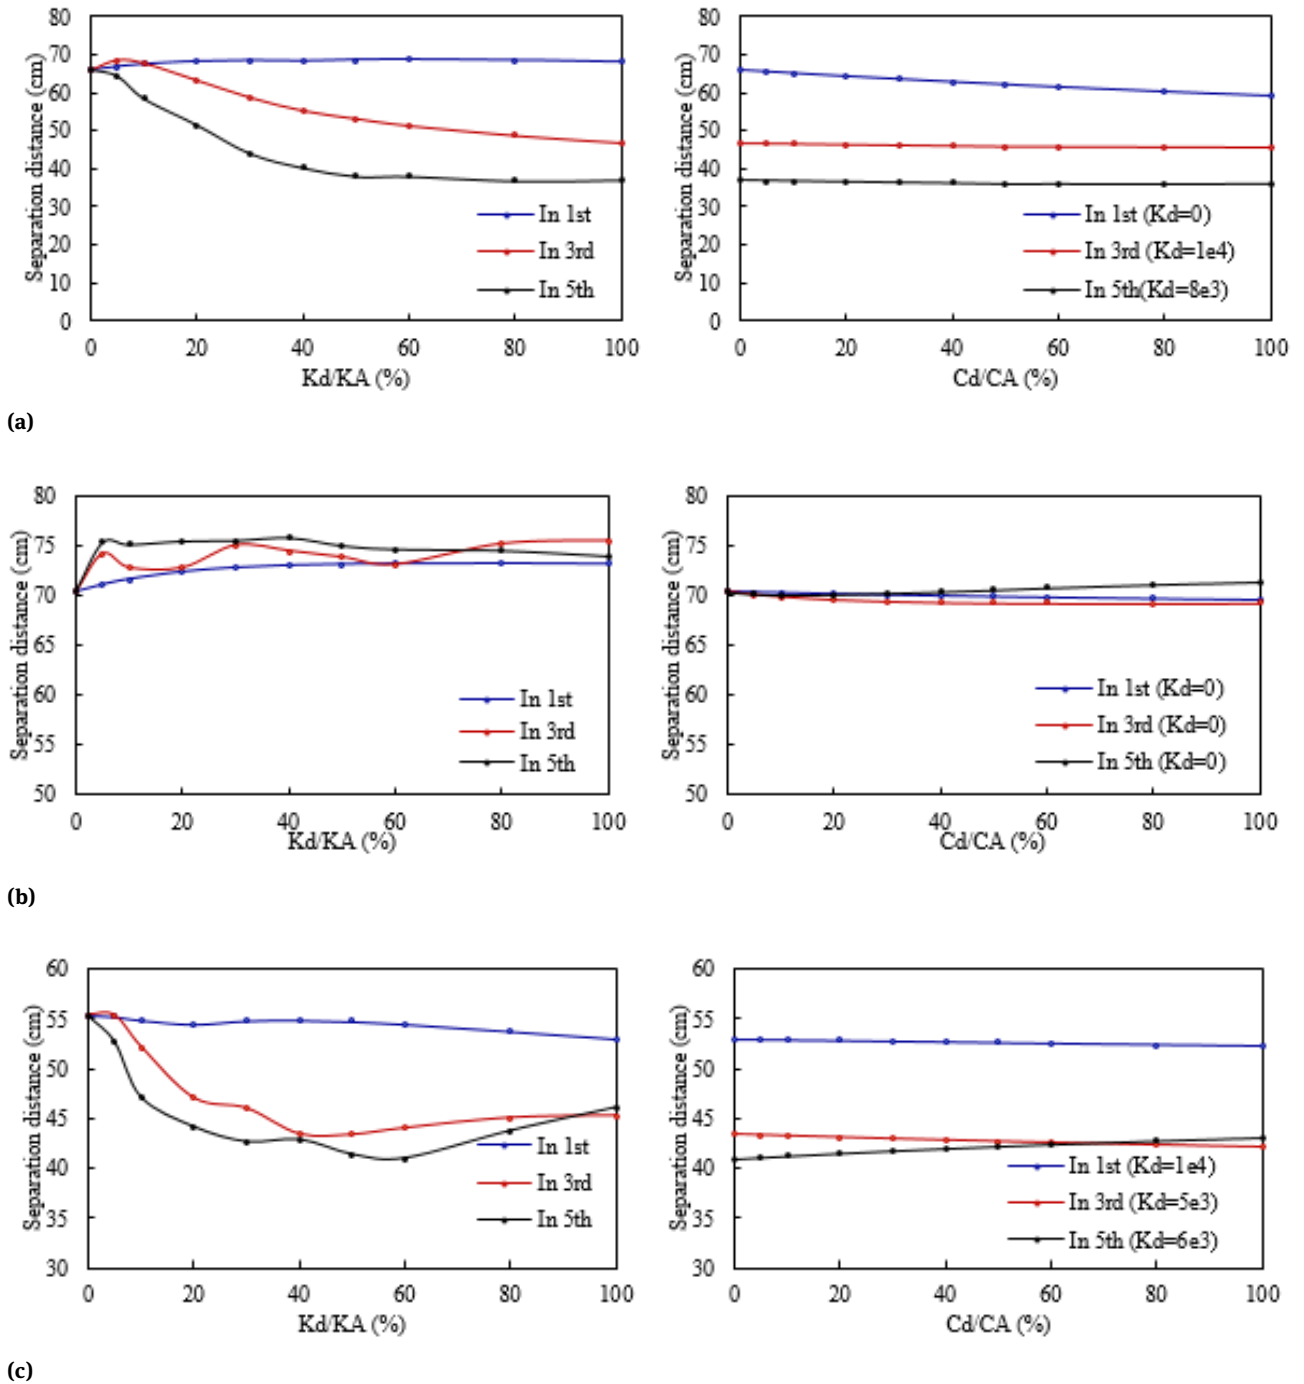 80
70
60
50
40
30
20
10
0
Separation distance (cm)
In 1st
In 3rd
In 5th
0 20 40 60 80 100
Kd/KA (%)
80
70
60
50
40
30
20
10
0
Separation distance (cm)
In 1st (Kd=0)
In 3rd (Kd=1e4)
In 5th(Kd=8e3)
0 20 40 60 80 100
Cd/CA (%)
(a)
80
75
70
65
60
55
50
Separation distance (cm)
In 1st
In 3rd
In 5th
0 20 40 60 80 100
Kd/KA (%)
80
75
70
65
60
55
50
Separation distance (cm)
In 1st (Kd=0)
In 3rd (Kd=0)
In 5th (Kd=0)
0 20 40 60 80 100
Cd/CA (%)
(b)
60
55
50
45
40
35
30
Separation distance (cm)
In 1st
In 3rd
In 5th
0 20 40 60 80 100
Kd/KA (%)
60
55
50
45
40
35
30
Separation distance (cm)
In 1st (Kd=1e4)
In 3rd (Kd=5e3)
In 5th (Kd=6e3)
0 20 40 60 80 100
Cd/CA (%)
(c)